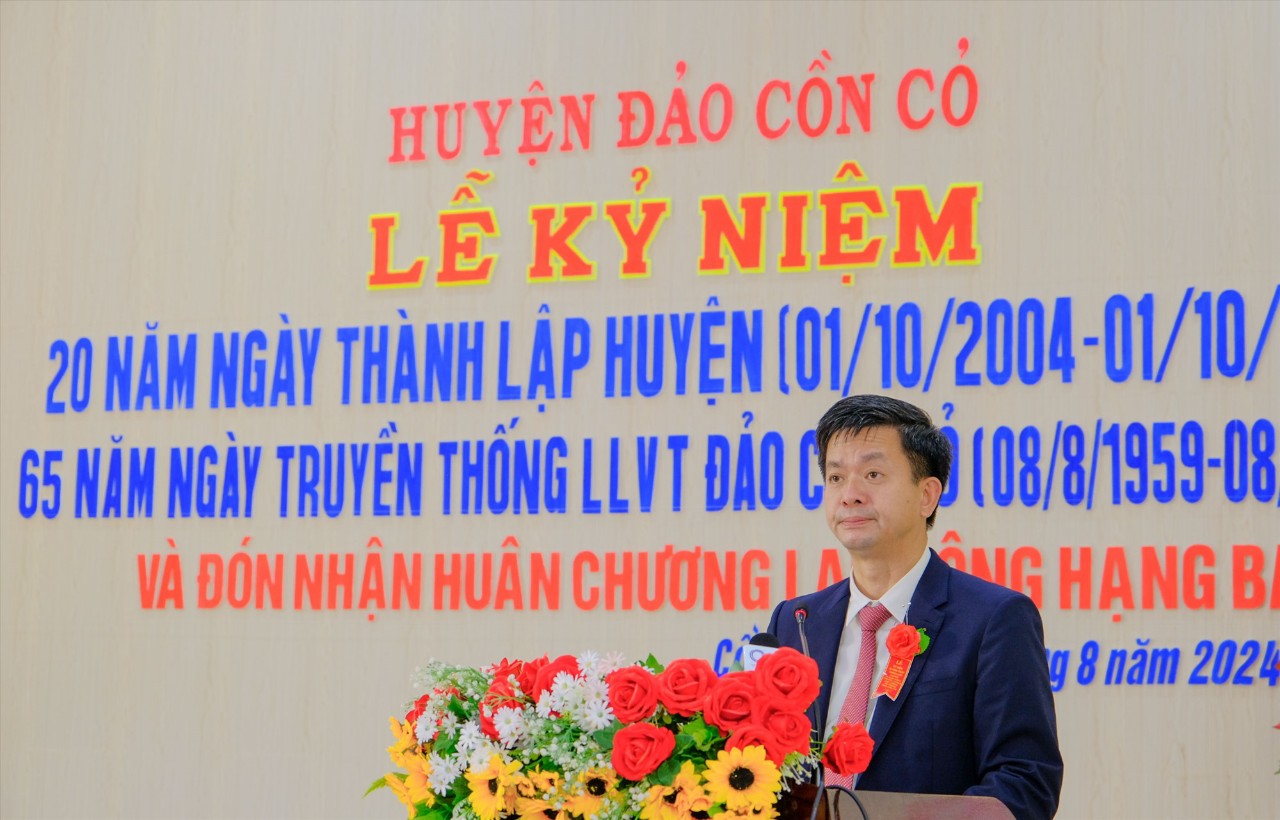 HUYỆN ĐẢO CỒN CỎ
LỄ KỶ NIỆM
20 NĂM NGÀY THÀNH LẬP HUYỆN (01/10/2004-01/10/
65 NĂM NGÀY TRUYỀN THỐNG LLVT ĐẢO C Ỏ (08/8/1959-08/
VÀ ĐÓN NHẬN HUÂN CHƯƠNG LA ÔNG HẠNG BA
Cồ g 8 năm 2024